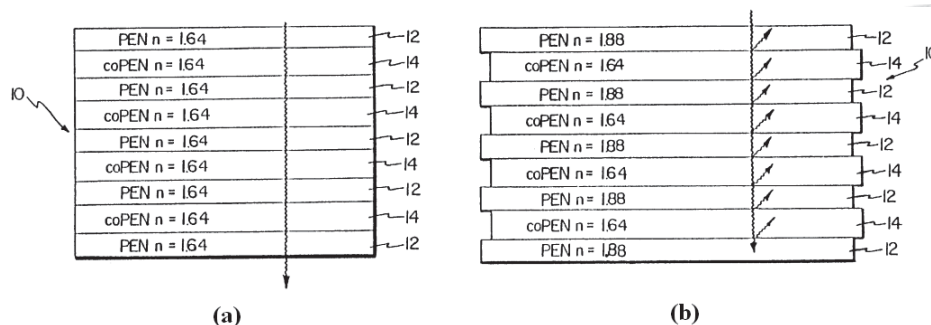 PEN n = 1.64 12
coPEN n = 1.64 14
PEN n = 1.64 12
10
coPEN n = 1.64 14
PEN n = 1.64 12
coPEN n = 1.64 14
PEN n = 1.64 12
coPEN n = 1.64 14
PEN n = 1.64 12
(a)
PEN n = 1.88 12
coPEN n = 1.64 14
10
PEN n = 1.88 12
coPEN n = 1.64 14
PEN n = 1.88 12
coPEN n = 1.64 14
PEN n = 1.88 12
coPEN n = 1.64 14
PEN n = 1.88 12
(b)